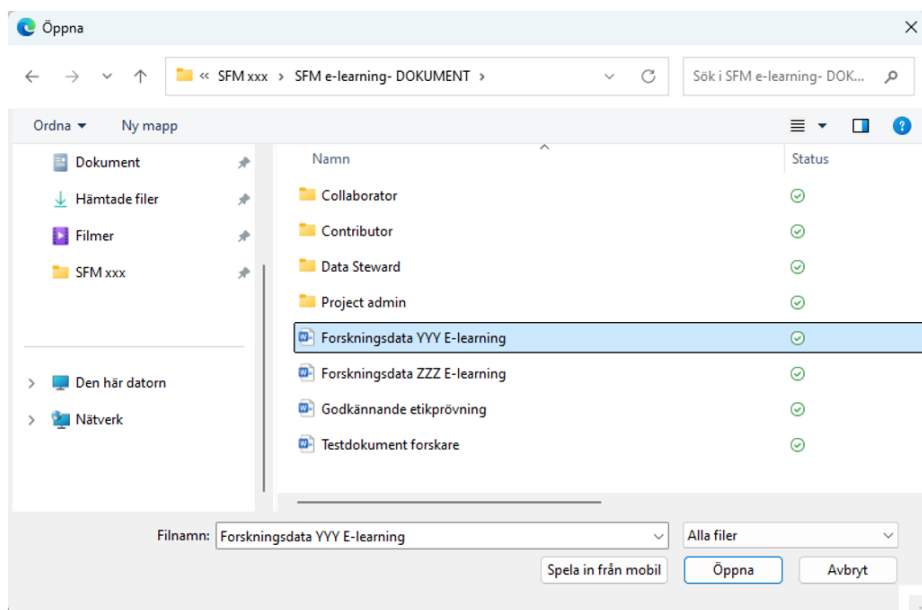 Öppna
« SFM xxx > SFM e-learning- DOKUMENT >
Sök i SFM e-learning- DOK...
Ordna
Ny mapp
Dokument
Hämtade filer
Filmer
SFM xxx
Den här datorn
Nätverk
Namn
Status
Collaborator
Contributor
Data Steward
Project admin
Forskningsdata YYY E-learning
Forskningsdata ZZZ E-learning
Godkännande etikprövning
Testdokument forskare
Filnamn: Forskningsdata YYY E-learning
Alla filer
Spela in från mobil
Öppna
Avbryt